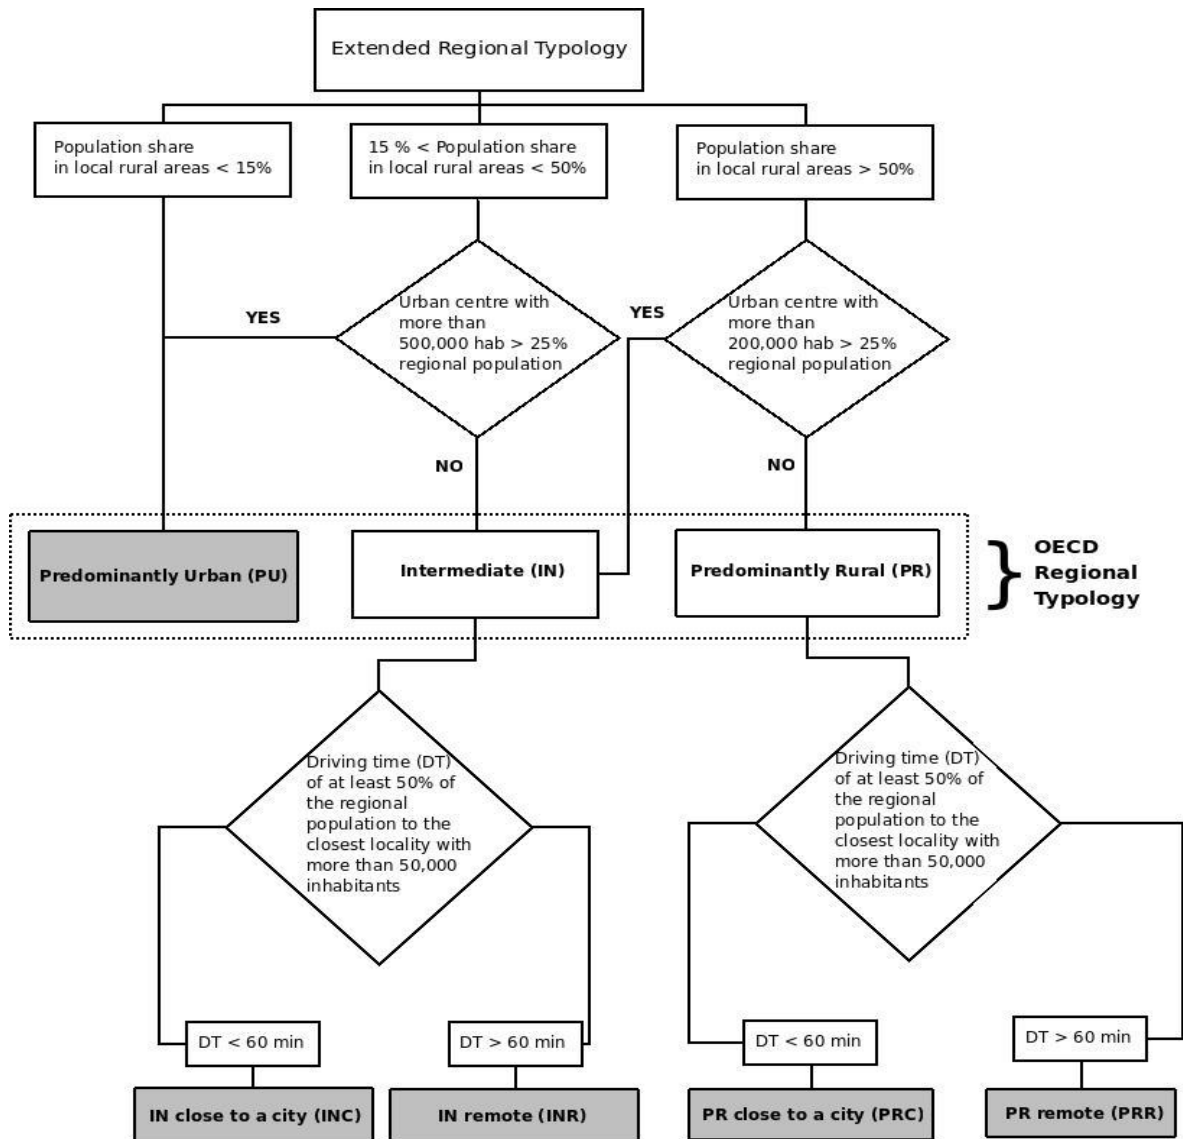 Extended Regional Typology
Population share
in local rural areas < 15%
15 % < Population share
in local rural areas < 50%
Population share
in local rural areas > 50%
Urban centre with
more than
500,000 hab > 25%
regional population
YES
NO
Urban centre with
more than
200,000 hab > 25%
regional population
YES
NO
Predominantly Urban (PU)
Intermediate (IN)
Predominantly Rural (PR)
}
OECD
Regional
Typology
Driving time (DT)
of at least 50% of
the regional
population to the
closest locality with
more than 50,000
inhabitants
Driving time (DT)
of at least 50% of
the regional
population to the
closest locality with
more than 50,000
inhabitants
DT < 60 min
DT > 60 min
DT < 60 min
DT > 60 min
IN close to a city (INC)
IN remote (INR)
PR close to a city (PRC)
PR remote (PRR)